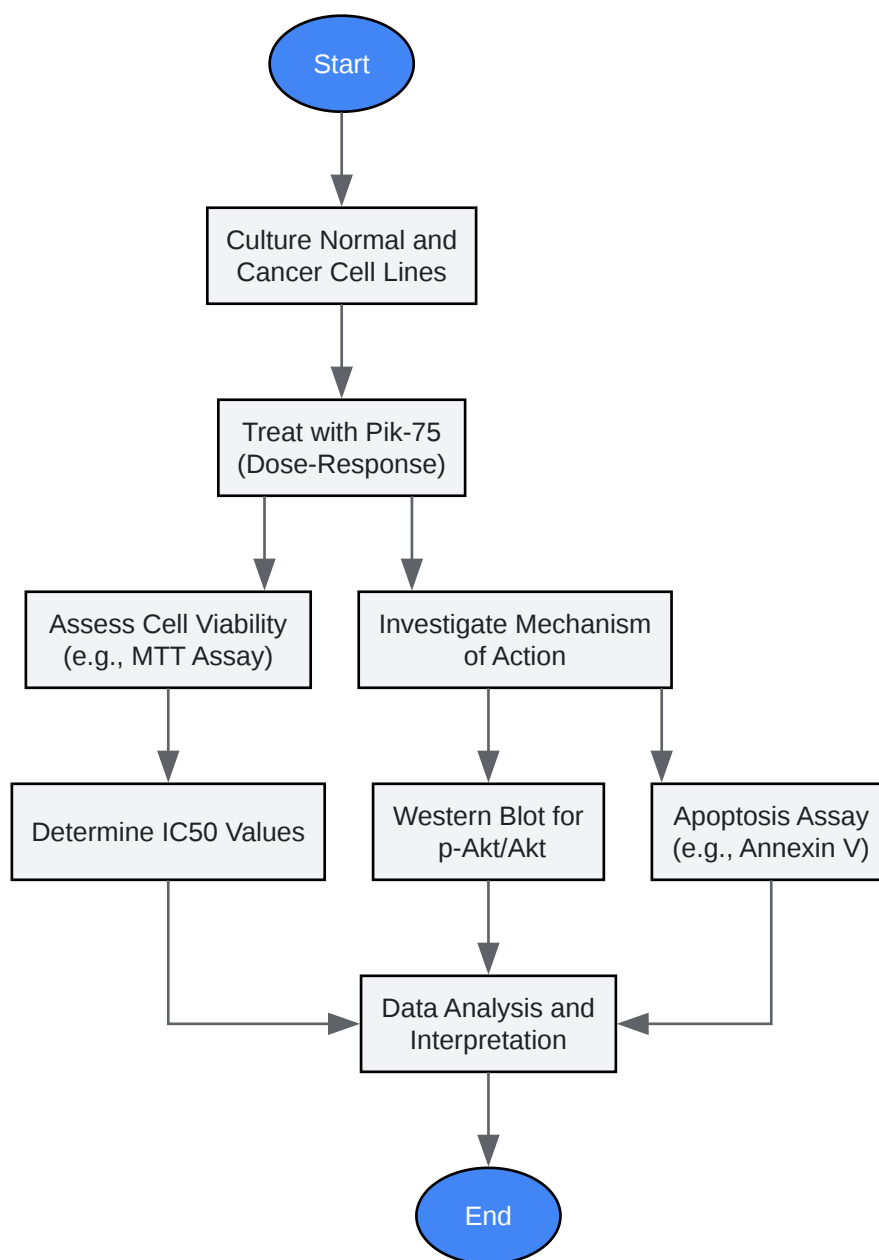 Start
Culture Normal and
Cancer Cell Lines
Treat with Pik-75
(Dose-Response)
Assess Cell Viability
(e.g., MTT Assay)
Investigate Mechanism
of Action
Determine IC50 Values
Western Blot for
p-Akt/Akt
Apoptosis Assay
(e.g., Annexin V)
Data Analysis and
Interpretation
End